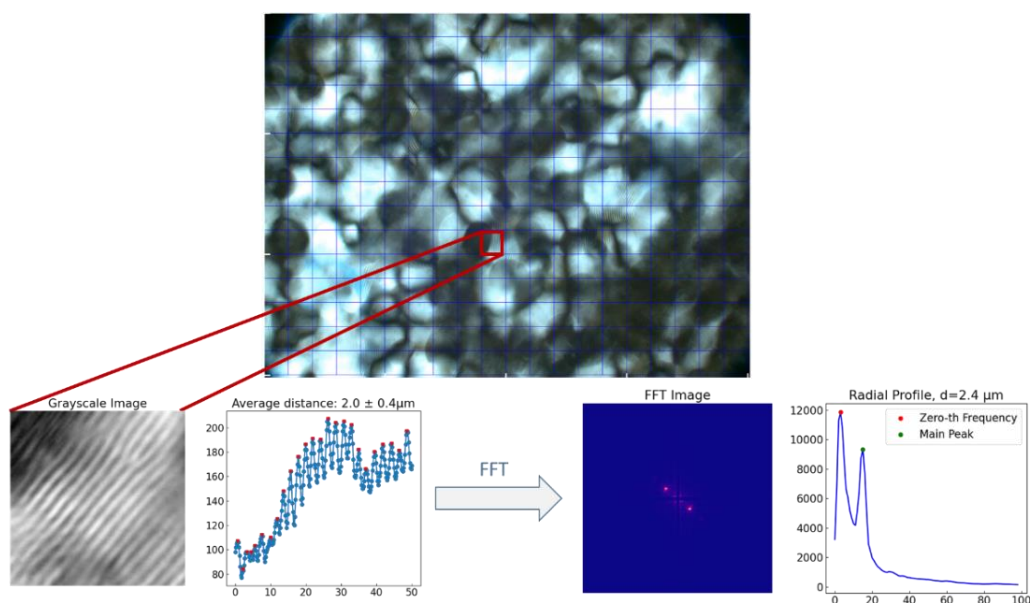 Grayscale Image
Average distance: 2.0 ± 0.4μm
200
180
160
140
120
100
80
0 10 20 30 40 50
FFT
FFT Image
Radial Profile, d=2.4 μm
Zero-th Frequency
Main Peak
12000
10000
8000
6000
4000
2000
0
0 20 40 60 80 100